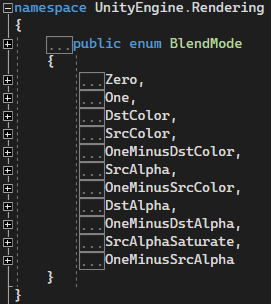 namespace UnityEngine.Rendering
{
...public enum BlendMode
{
...Zero,
...One,
...DstColor,
...SrcColor,
...OneMinusDstColor,
...SrcAlpha,
...OneMinusSrcColor,
...DstAlpha,
...OneMinusDstAlpha,
...SrcAlphaSaturate,
...OneMinusSrcAlpha
}
}